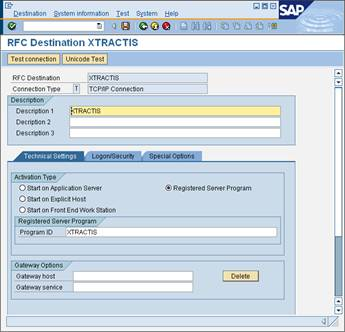 Destination System information Test System Help
SAP
RFC Destination XTRACTIS
Test connection Unicode Test
RFC Destination XTRACTIS
Connection Type T TCP/IP Connection
Description
Description 1 XTRACTIS
Decription 2
Description 3
Technical Settings Logon/Security Special Options
Activation Type
Start on Application Server Registered Server Program
Start on Explicit Host
Start on Front End Work Station
Registered Server Program
Program ID XTRACTIS
Gateway Options
Gateway host Delete
Gateway service